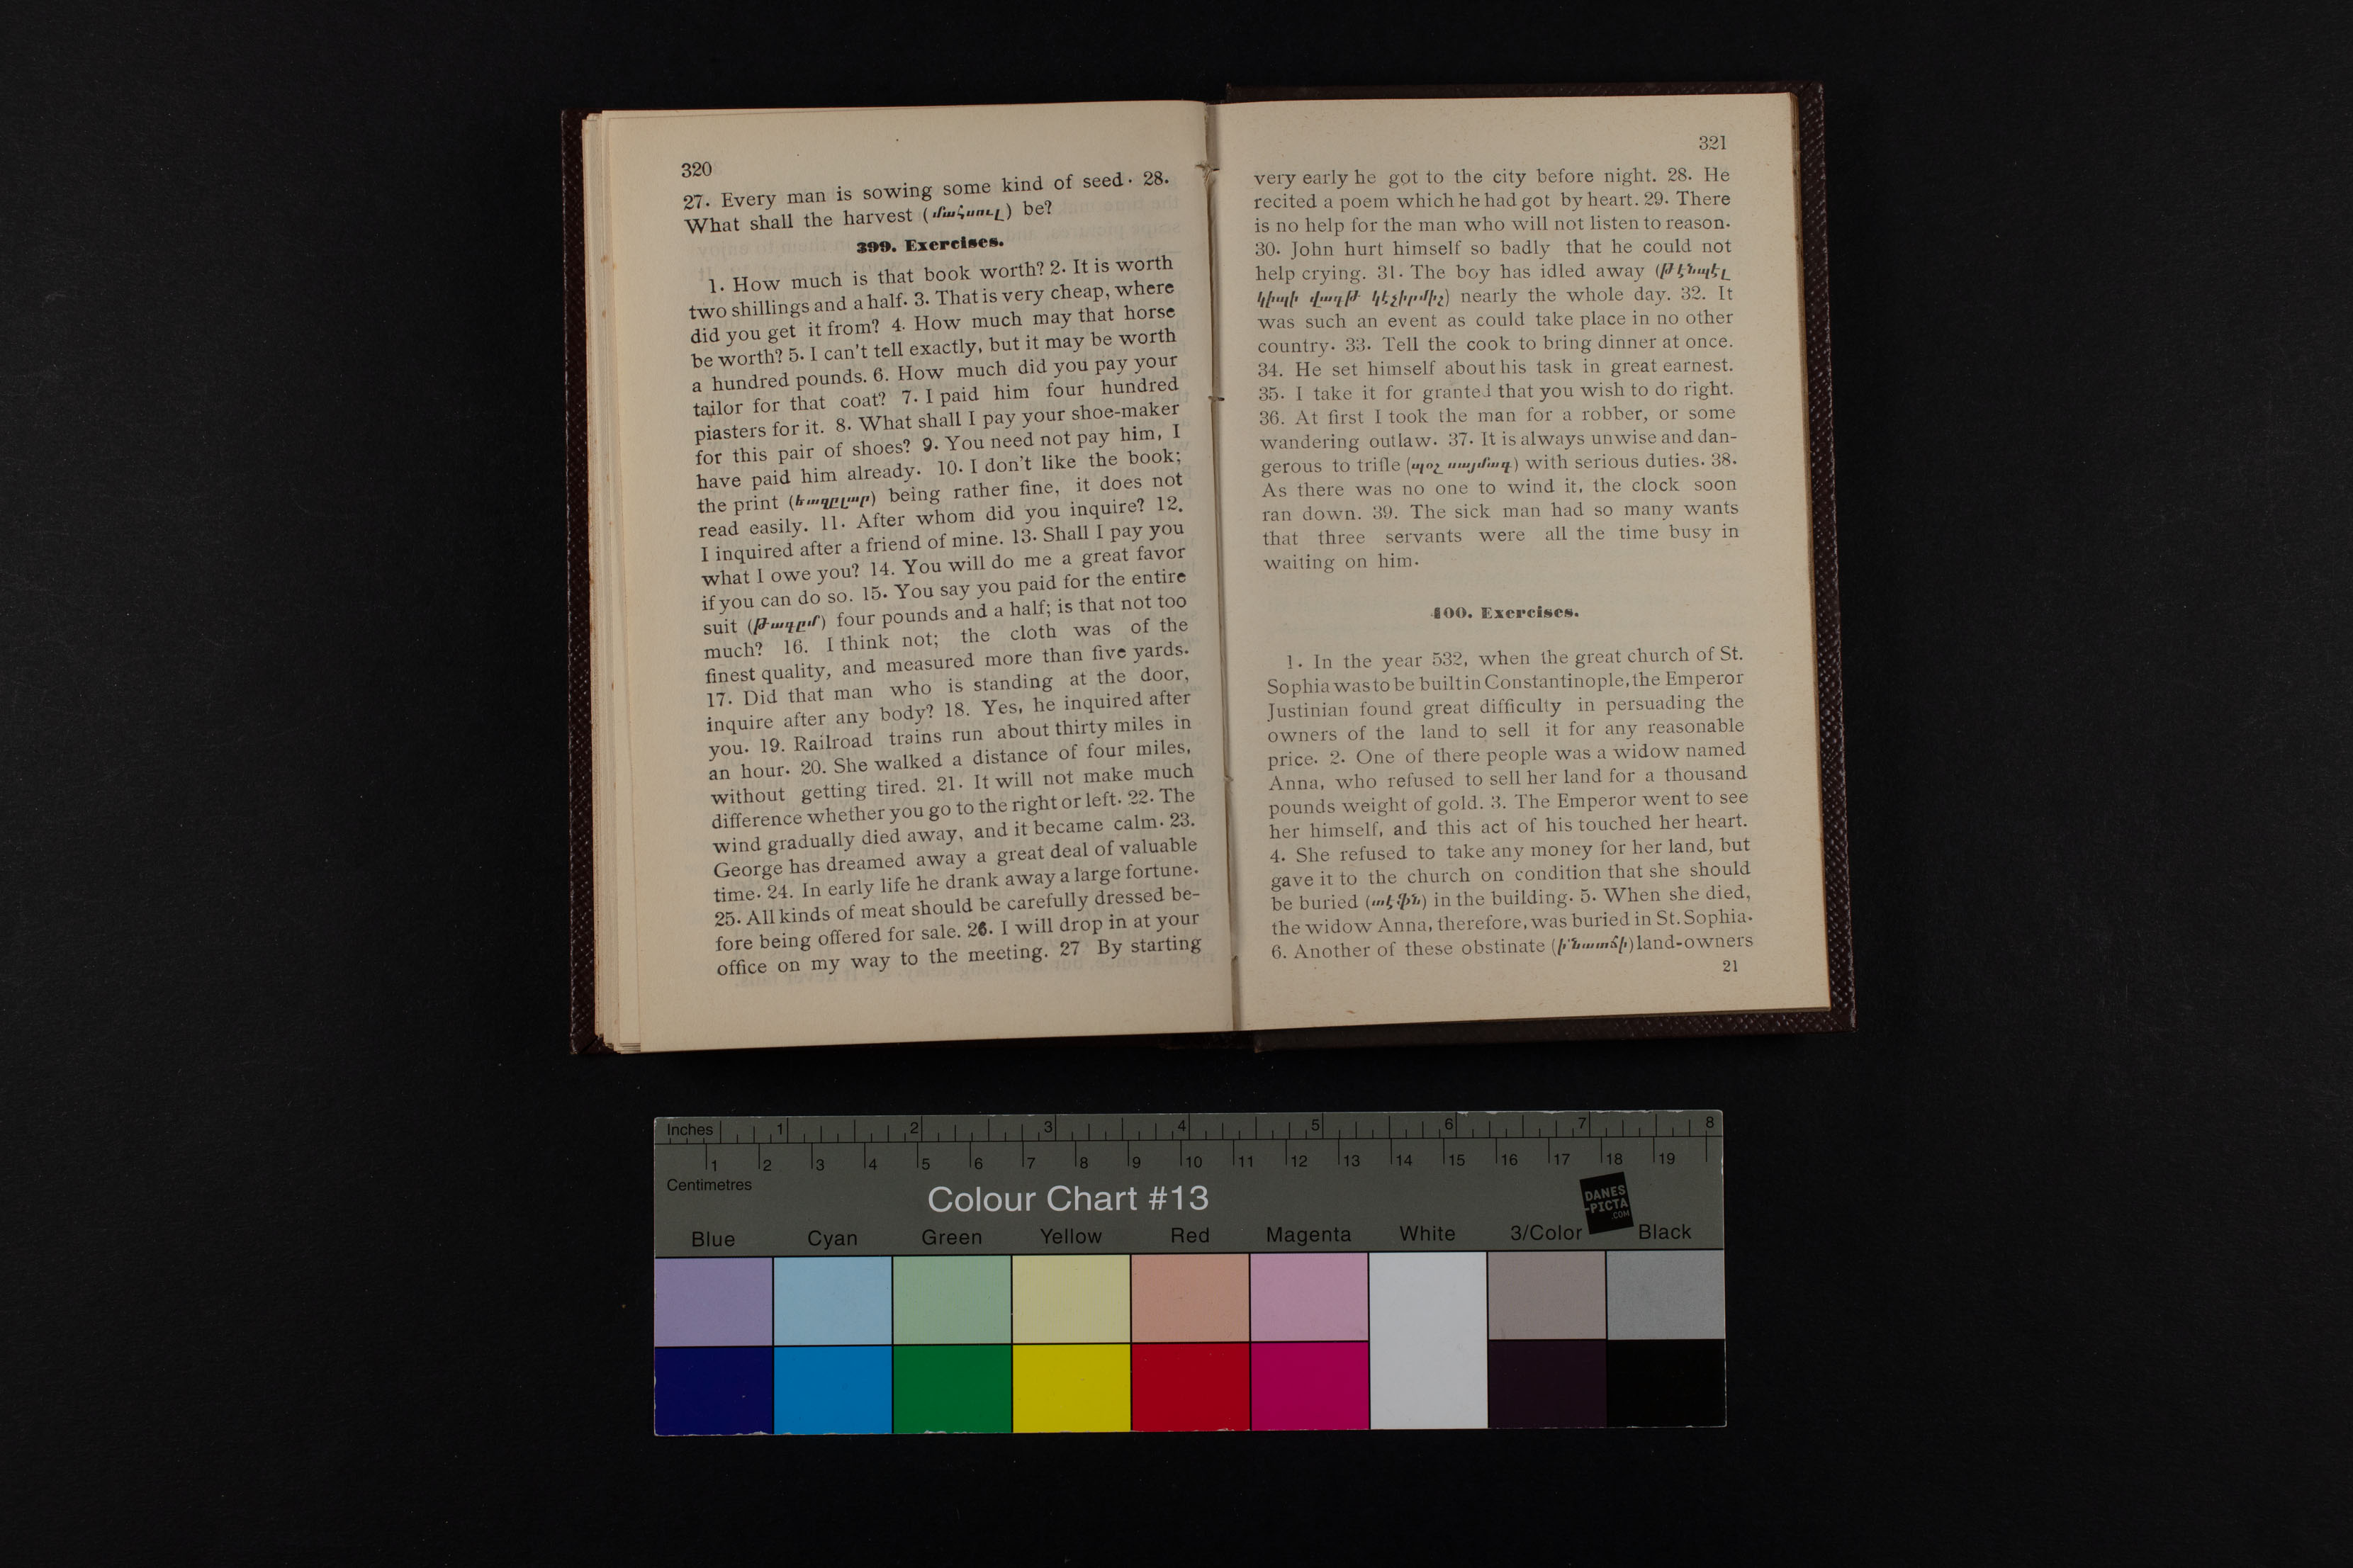 320
27. Every man is sowing some kind of seed. 28.
What shall the harvest (մահսուլ) be?
399. Exercises.
1. How much is that book worth? 2. It is worth
two shillings and a half. 3. That is very cheap, where
did you get it from? 4. How much may that horse
be worth? 5. I can't tell exactly, but it may be worth
a hundred pounds. 6. How much did you pay your
tailor for that coat? 7. I paid him four hundred
piasters for it. 8. What shall I pay your shoe-maker
for this pair of shoes? 9. You need not pay him, I
have paid him already. 10. I don't like the book;
the print (եազըլար) being rather fine, it does not
read easily. 11. After whom did you inquire? 12.
I inquired after a friend of mine. 13. Shall I pay you
what I owe you? 14. You will do me a great favor
if you can do so. 15. You say you paid for the entire
suit (թագըմ) four pounds and a half; is that not too
much? 16. I think not; the cloth was of the
finest quality, and measured more than five yards.
17. Did that man who is standing at the door,
inquire after any body? 18. Yes, he inquired after
you. 19. Railroad trains run about thirty miles in
an hour. 20. She walked a distance of four miles,
without getting tired. 21. It will not make much
difference whether you go to the right or left. 22. The
wind gradually died away, and it became calm. 23.
George has dreamed away a great deal of valuable
time. 24. In early life he drank away a large fortune.
25. All kinds of meat should be carefully dressed be-
fore being offered for sale. 26. I will drop in at your
office on my way to the meeting. 27 By starting
321
very early he got to the city before night. 28. He
recited a poem which he had got by heart. 29. There
is no help for the man who will not listen to reason.
30. John hurt himself so badly that he could not
help crying. 31. The boy has idled away (թէնպէլ
կիպի վագթ կէչիրմիշ) nearly the whole day. 32. It
was such an event as could take place in no other
country. 33. Tell the cook to bring dinner at once.
34. He set himself about his task in great earnest.
35. I take it for granted that you wish to do right.
36. At first I took the man for a robber, or some
wandering outlaw. 37. It is always unwise and dan-
gerous to trifle (պօշ սայմագ) with serious duties. 38.
As there was no one to wind it, the clock soon
ran down. 39. The sick man had so many wants
that three servants were all the time busy in
waiting on him.
400. Exercises.
1. In the year 532, when the great church of St.
Sophia was to be built in Constantinople, the Emperor
Justinian found great difficulty in persuading the
owners of the land to sell it for any reasonable
price. 2. One of there people was a widow named
Anna, who refused to sell her land for a thousand
pounds weight of gold. 3. The Emperor went to see
her himself, and this act of his touched her heart.
4. She refused to take any money for her land, but
gave it to the church on condition that she should
be buried (տէֆին) in the building. 5. When she died,
the widow Anna, therefore, was buried in St. Sophia.
6. Another of these obstinate (ի՛նատճի) land-owners
21
Inches 1 2 3 4 5 6 7 8
1 2 3 4 5 6 7 8 9 10 11 12 13 14 15 16 17 18 19
Centimetres
Colour Chart #13
DANES
-PICTA
.COM
Blue Cyan Green Yellow Red Magenta White 3/Color Black